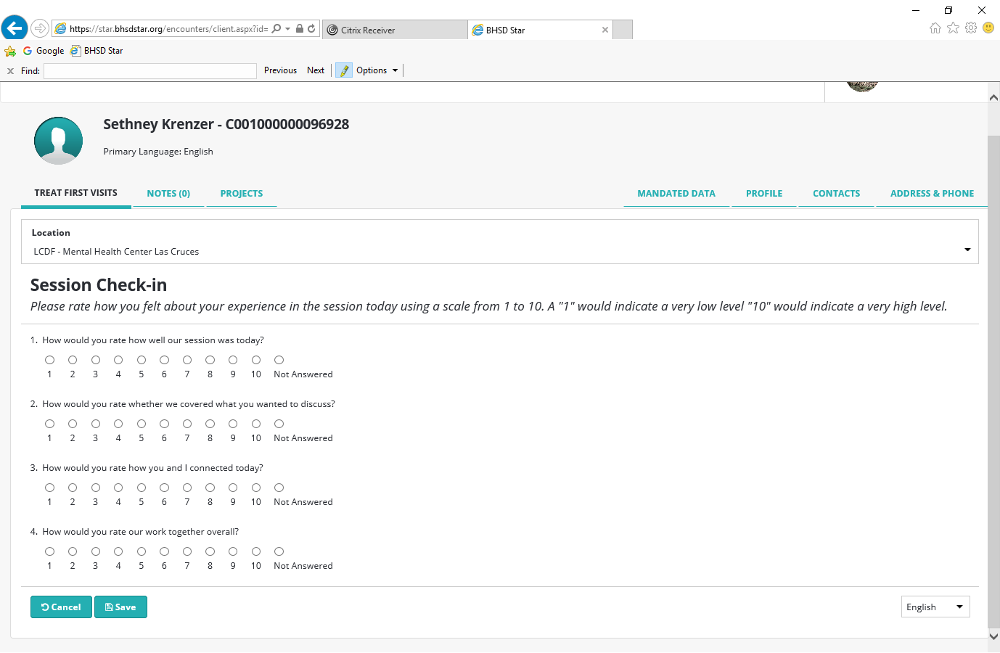 https://star.bhsdstar.org/encounters/client.aspx?id=
Citrix Receiver
BHSD Star
Google
BHSD Star
Find:
Previous
Next
Options
Sethney Krenzer - C001000000096928
Primary Language: English
TREAT FIRST VISITS
NOTES (0)
PROJECTS
MANDATED DATA
PROFILE
CONTACTS
ADDRESS & PHONE
Location
LCDF - Mental Health Center Las Cruces
Session Check-in
Please rate how you felt about your experience in the session today using a scale from 1 to 10. A "1" would indicate a very low level "10" would indicate a very high level.
1. How would you rate how well our session was today?
1 2 3 4 5 6 7 8 9 10 Not Answered
2. How would you rate whether we covered what you wanted to discuss?
1 2 3 4 5 6 7 8 9 10 Not Answered
3. How would you rate how you and I connected today?
1 2 3 4 5 6 7 8 9 10 Not Answered
4. How would you rate our work together overall?
1 2 3 4 5 6 7 8 9 10 Not Answered
Cancel
Save
English